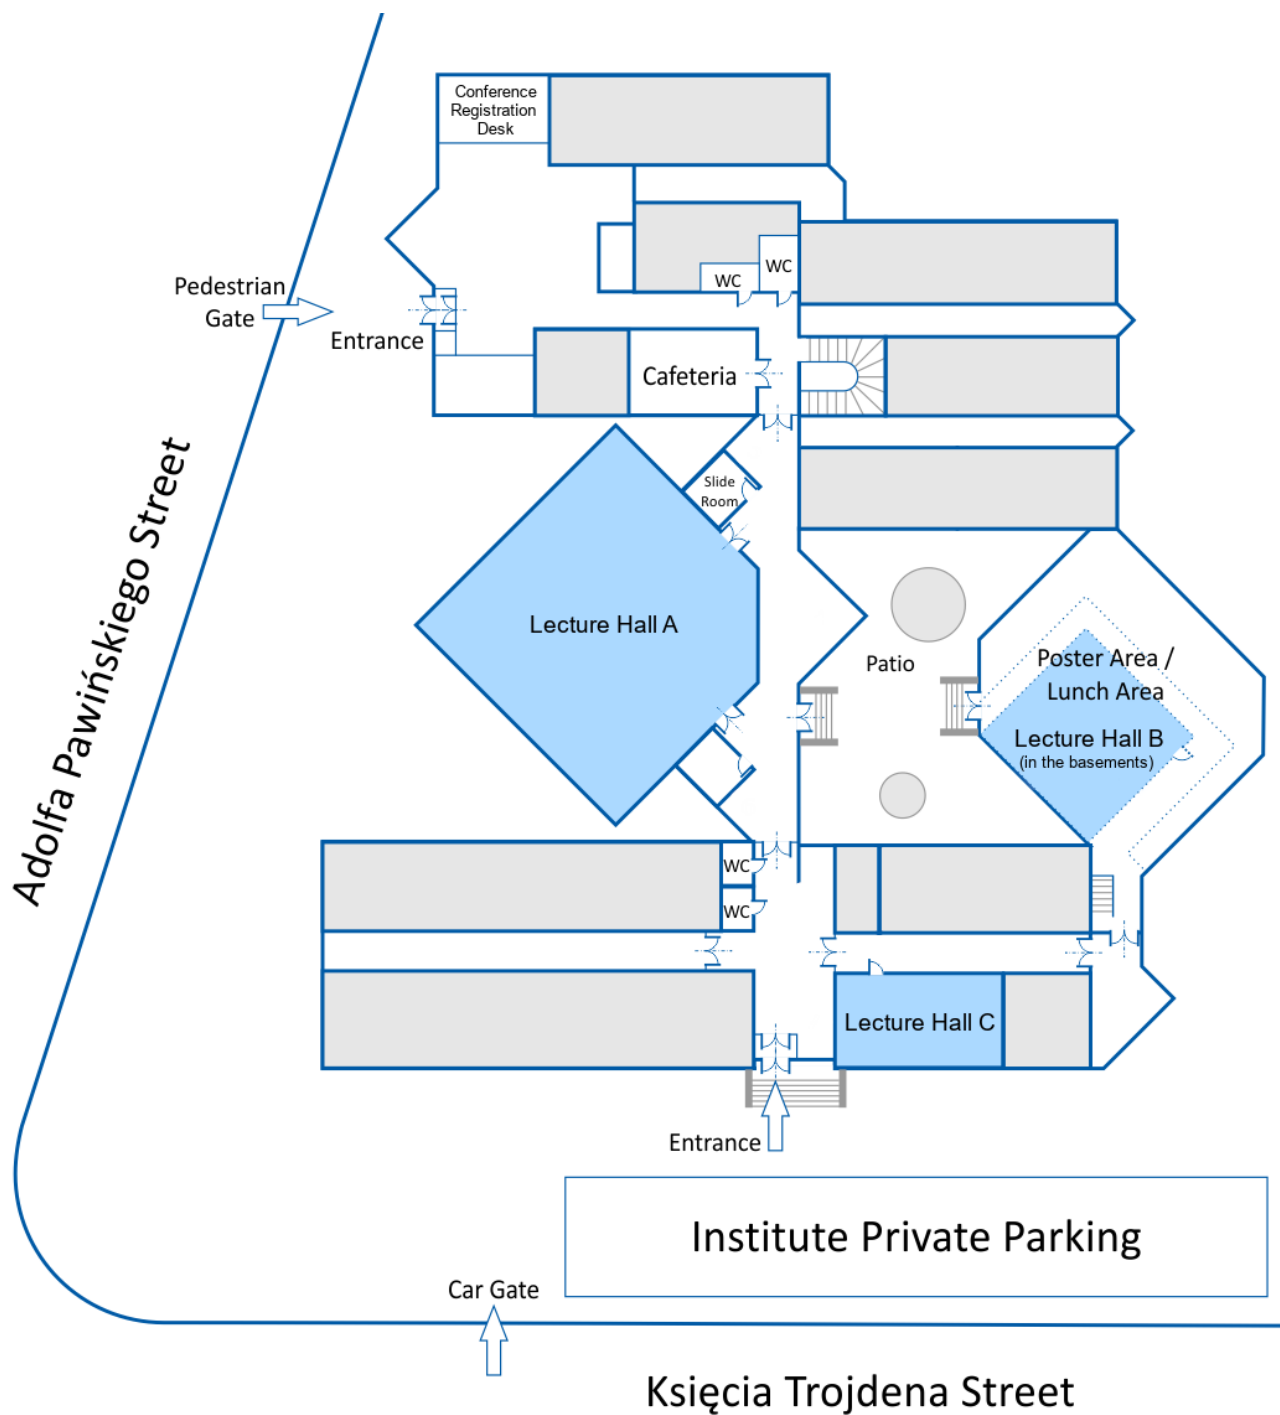 Conference
Registration
Desk
WC
WC
Pedestrian
Gate
Entrance
Cafeteria
Slide
Room
Adolfa Pawińskiego Street
Lecture Hall A
Patio
Poster Area /
Lunch Area
Lecture Hall B
(in the basements)
WC
WC
Lecture Hall C
Entrance
Institute Private Parking
Car Gate
Księcia Trojdena Street